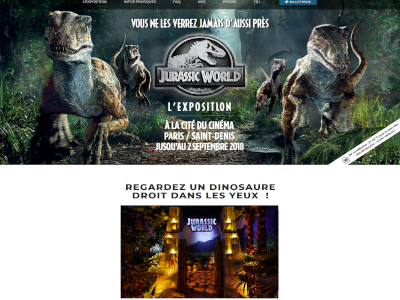 L'EXPOSITION INFOS PRATIQUES FAQ AVIS PRESSE BILLETTERIE
VOUS NE LES VERREZ JAMAIS D'AUSSI PRÈS
JURASSIC WORLD
L'EXPOSITION
À LA CITÉ DU CINÉMA
PARIS / SAINT-DENIS
JUSQU'AU 2 SEPTEMBRE 2018
REGARDEZ UN DINOSAURE
DROIT DANS LES YEUX !
JURASSIC
WORLD